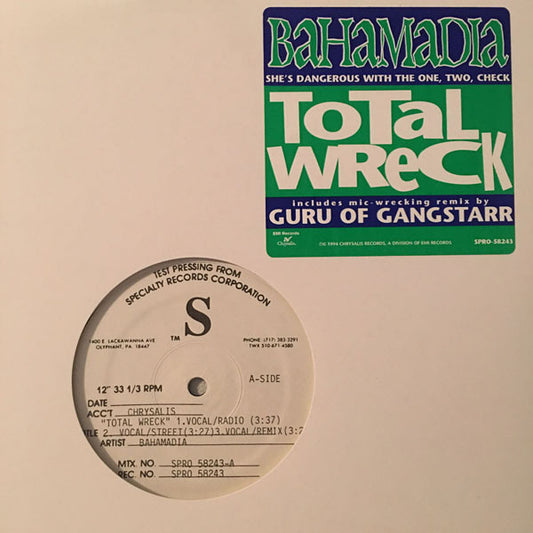 BAHAMADIA
SHE'S DANGEROUS WITH THE ONE, TWO, CHECK
TOTAL
WRECK
includes mic-wrecking remix by
GURU OF GANGSTARR
EMI Records
Chrysalis.
1994 CHRYSALIS RECORDS, A DIVISION OF EMI RECORDS
SPRO-58243
TEST PRESSING FROM
SPECIALTY RECORDS CORPORATION
S
TM
1400 E. LACKAWANNA AVE
OLYPHANT, PA. 18447
PHONE: (717) 383-3291
TWX 510-671-4580
12" 33 1/3 RPM
A-SIDE
DATE
ACC'T CHRYSALIS
"TOTAL WRECK" 1.VOCAL/RADIO (3:37)
TITLE 2. VOCAL/STREET(3:27)3.VOCAL/REMIX(3:2
ARTIST BAHAMADIA
MTX. NO. SPRO 58243-A
REC. NO. SPRO 58243